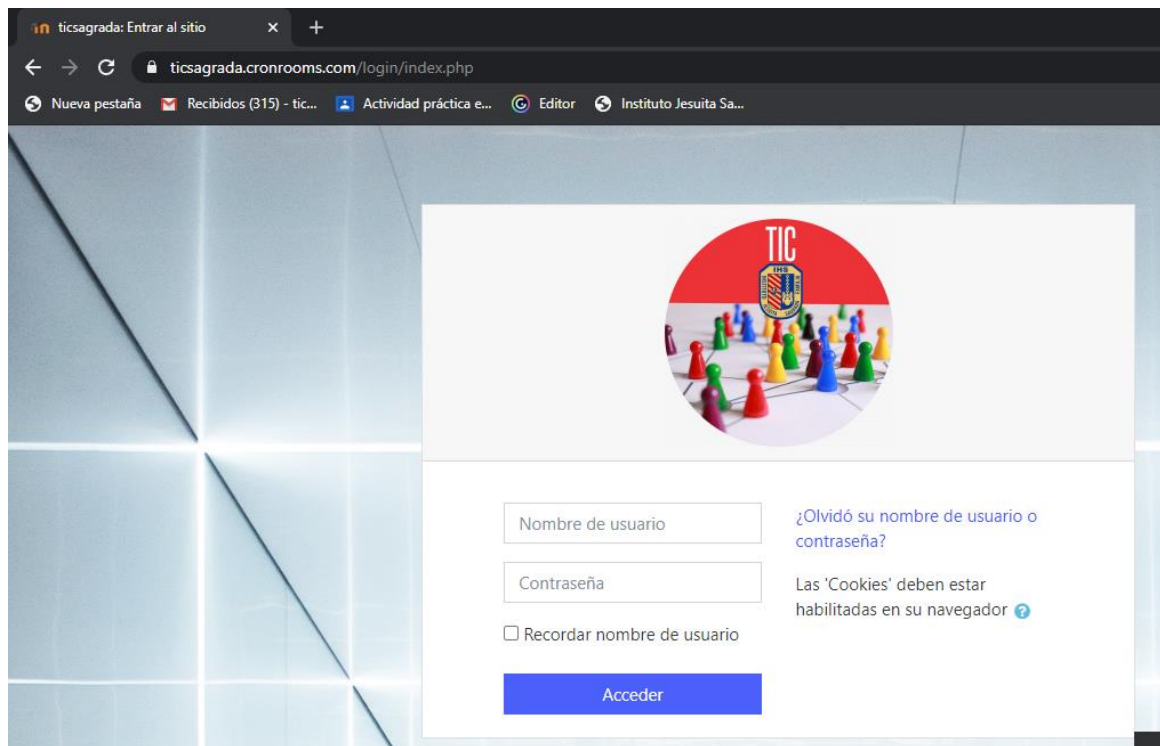 ticsagrada: Entrar al sitio
ticsagrada.cronrooms.com/login/index.php
Nueva pestaña Recibidos (315) - tic... Actividad práctica e... Editor Instituto Jesuita Sa...
TIC
IHS
Nombre de usuario
Contraseña
Recordar nombre de usuario
Acceder
¿Olvidó su nombre de usuario o
contraseña?
Las 'Cookies' deben estar
habilitadas en su navegador